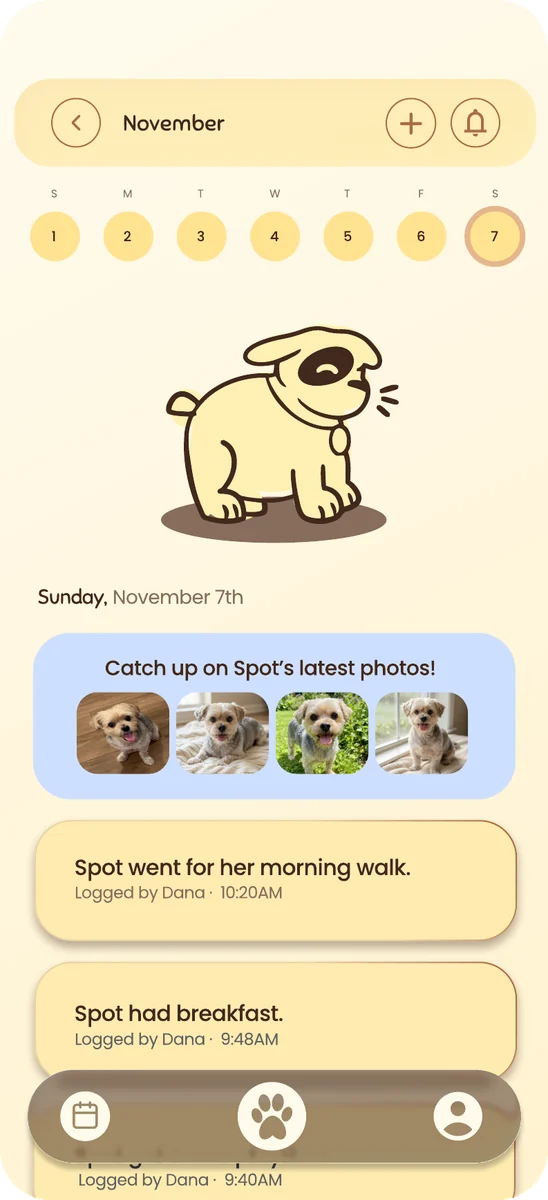 November
S M T W T F S
1 2 3 4 5 6 7
Sunday, November 7th
Catch up on Spot’s latest photos!
Spot went for her morning walk.
Logged by Dana · 10:20AM
Spot had breakfast.
Logged by Dana · 9:48AM
Logged by Dana · 9:40AM